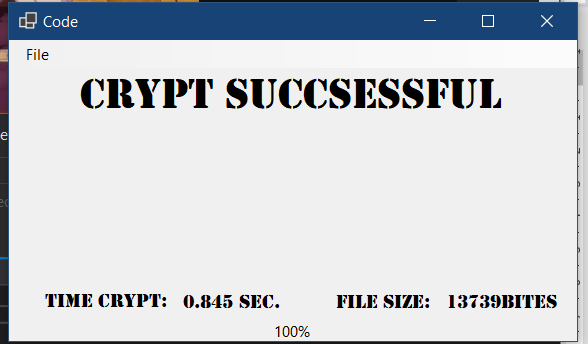 Code
File
CRYPT SUCCSESSFUL
TIME CRYPT: 0.845 SEC. FILE SIZE: 13739BITES
100%